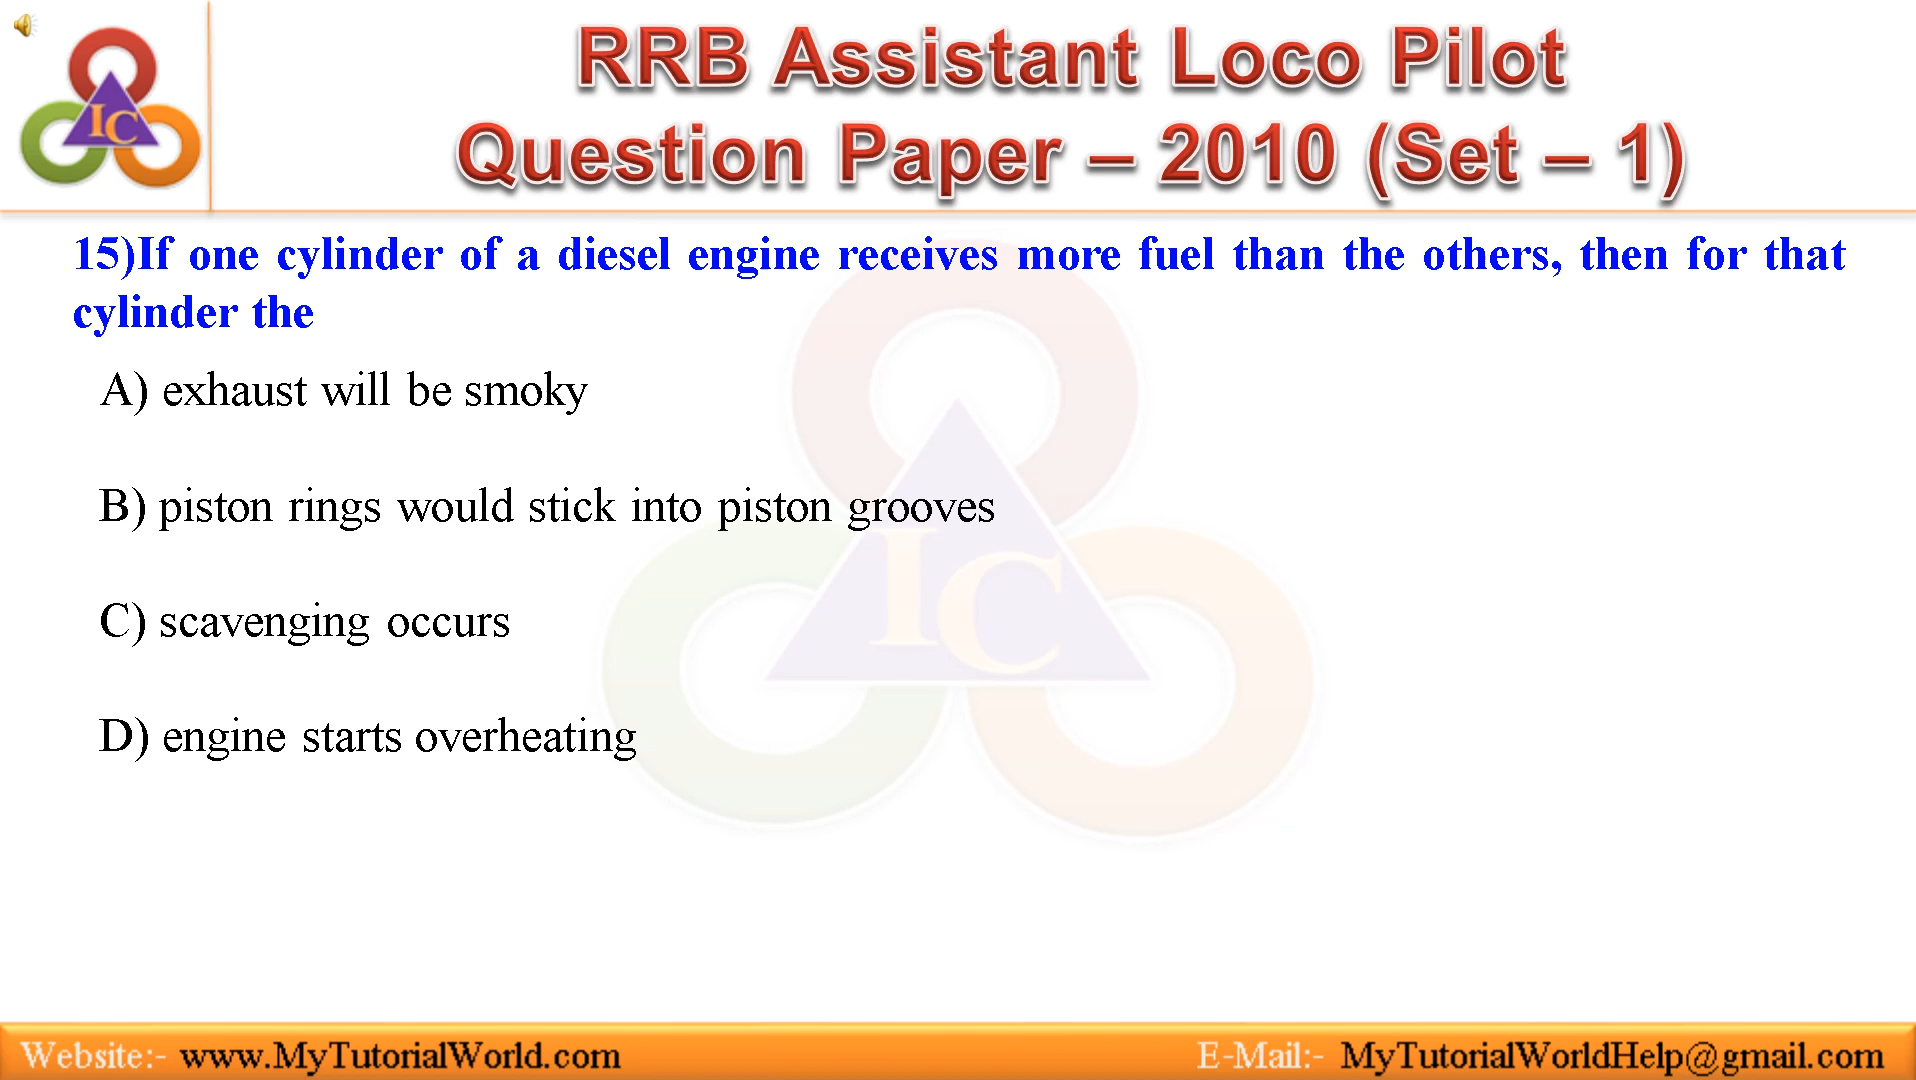 RRB Assistant Loco Pilot
Question Paper – 2010 (Set – 1)
IC
15)If one cylinder of a diesel engine receives more fuel than the others, then for that
cylinder the
A) exhaust will be smoky
B) piston rings would stick into piston grooves
IC
C) scavenging occurs
D) engine starts overheating
Website:- www.MyTutorialWorld.com
E-Mail:- MyTutorialWorldHelp@gmail.com